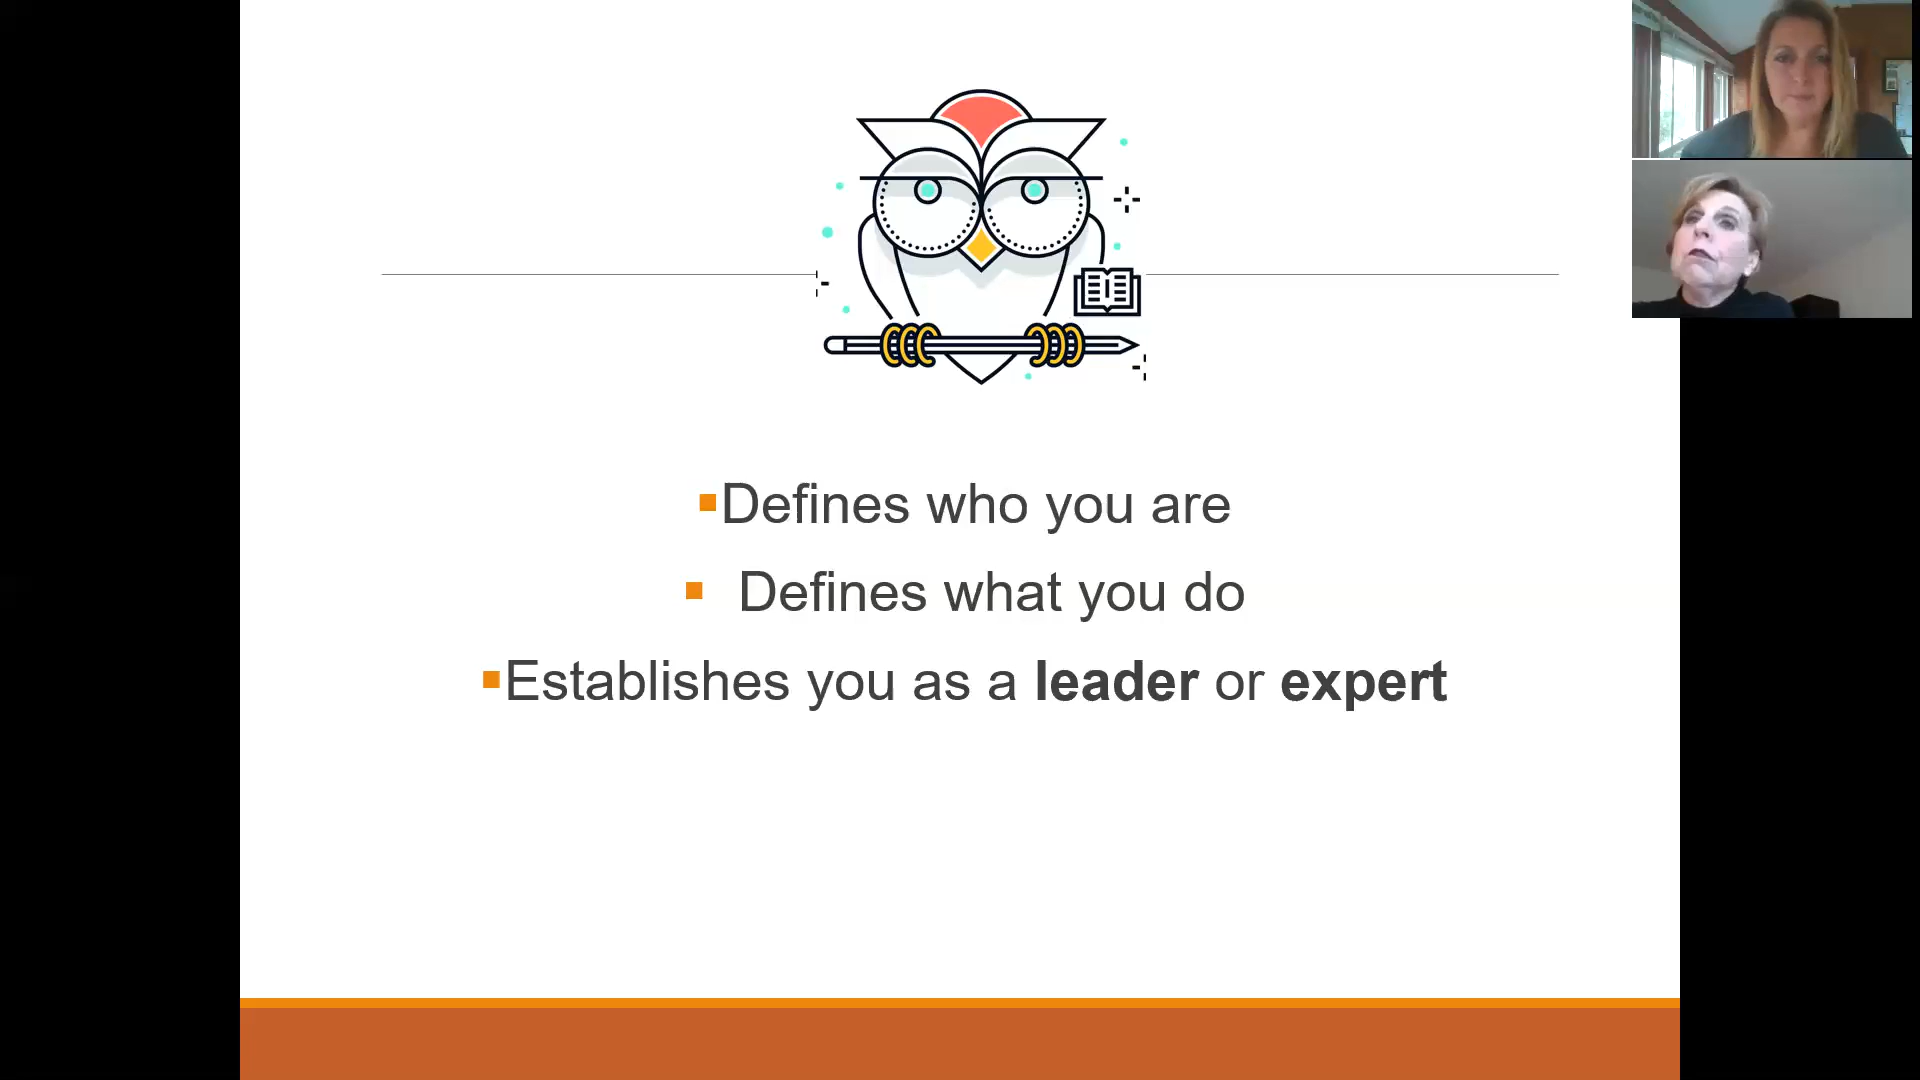 ▪Defines who you are
▪ Defines what you do
▪Establishes you as a leader or expert